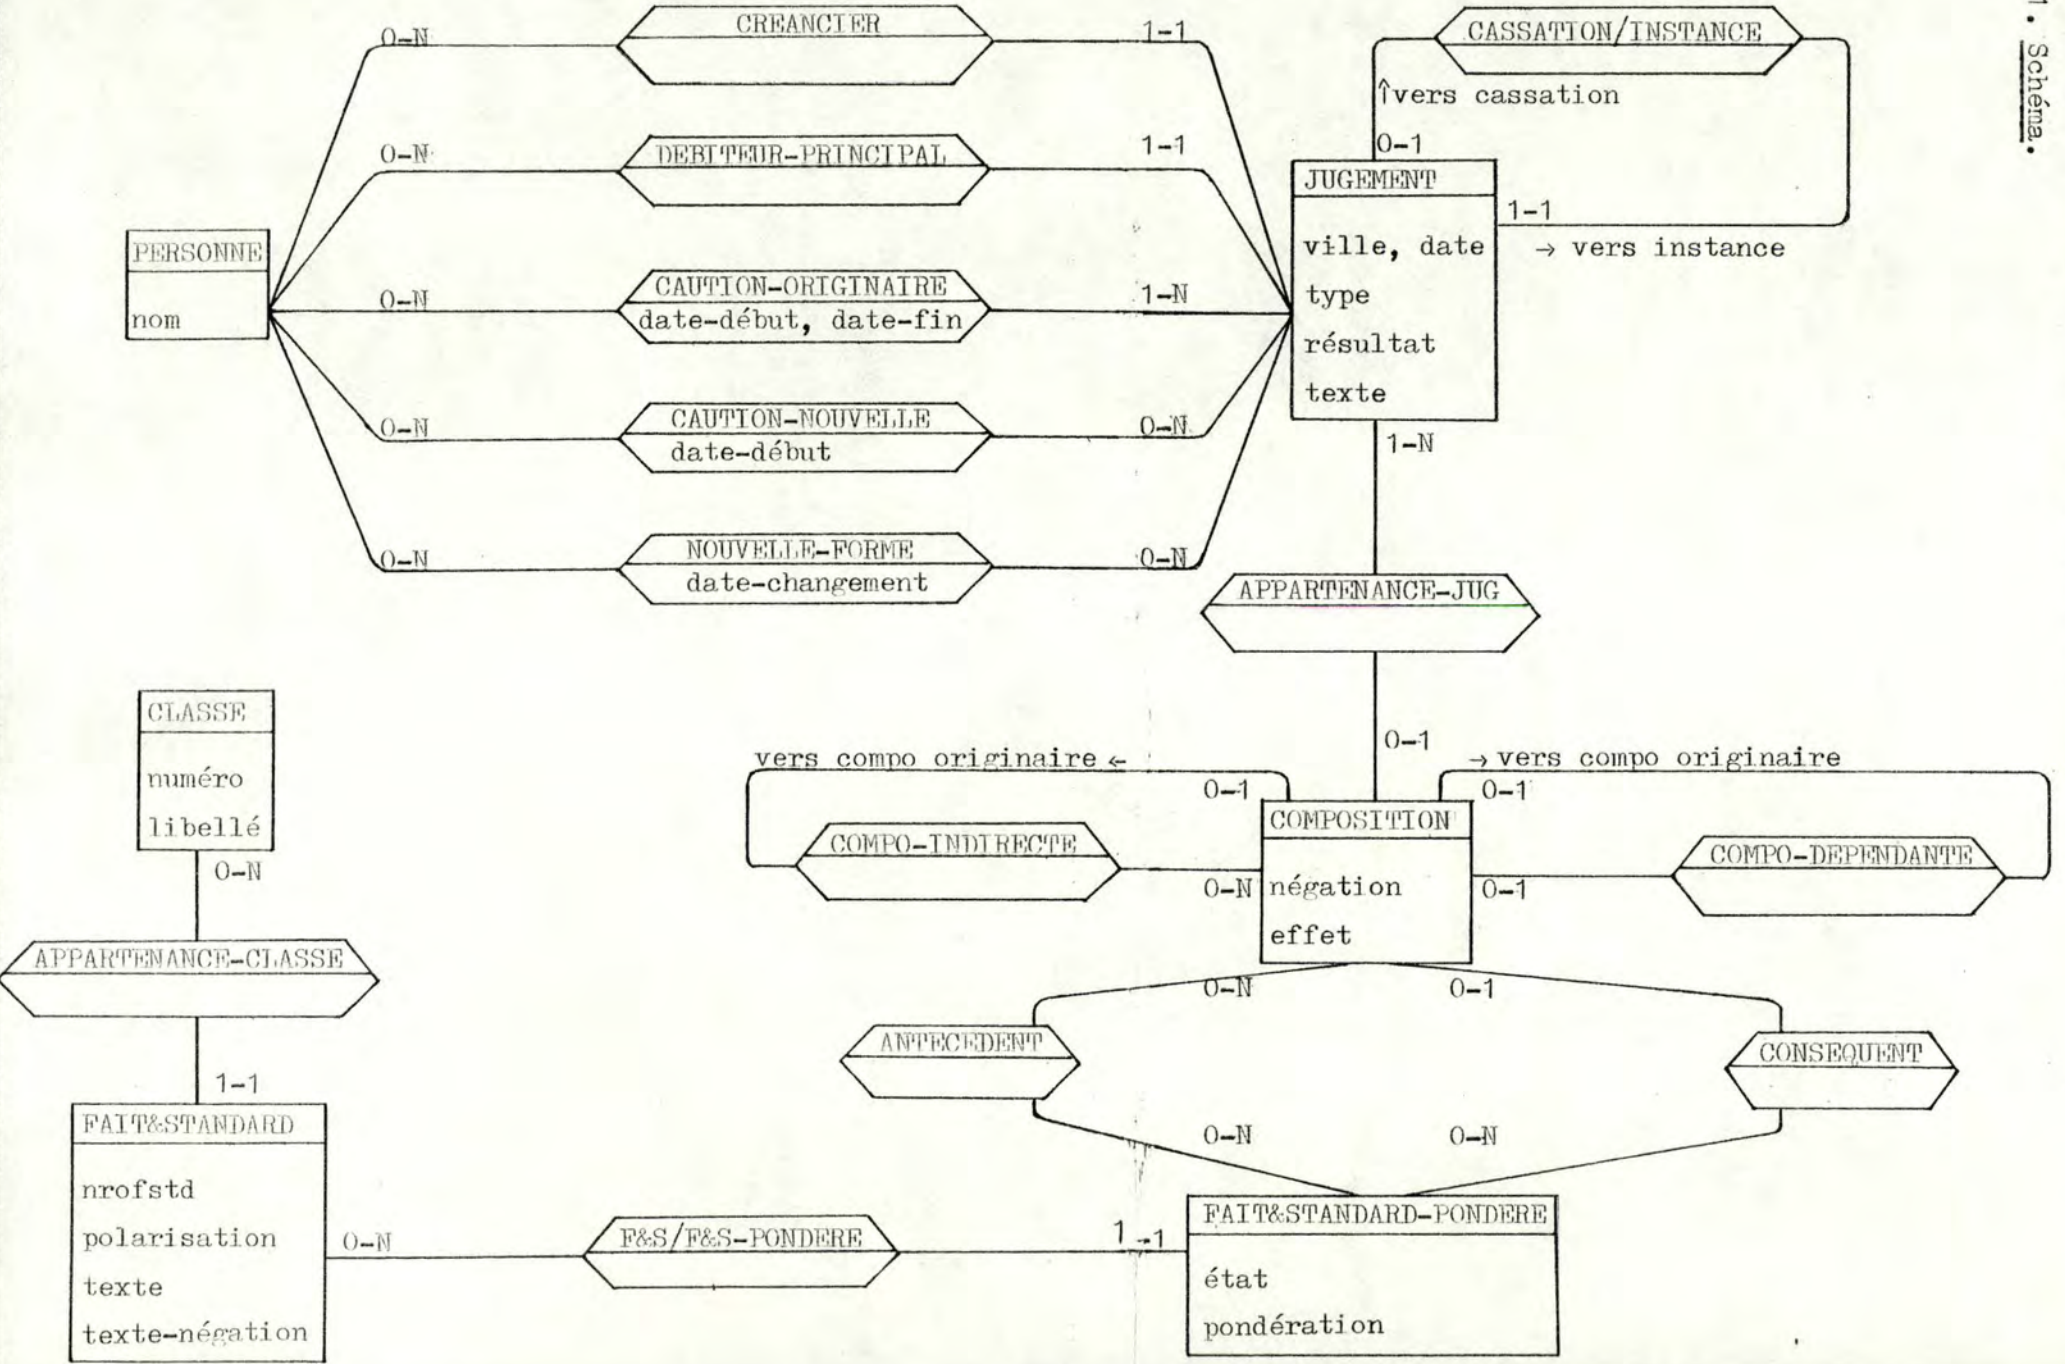 1. Schéma.
CREANCIER
0-N
1-1
CASSATION/INSTANCE
↑vers cassation
0-1
DEBITEUR-PRINCIPAL
0-N
1-1
JUGEMENT
ville, date
type
résultat
texte
1-1
→ vers instance
PERSONNE
nom
CAUTION-ORIGINAIRE
date-début, date-fin
0-N
1-N
CAUTION-NOUVELLE
date-début
0-N
0-N
1-N
NOUVELLE-FORME
date-changement
0-N
0-N
APPARTENANCE-JUG
0-1
CLASSE
numéro
libellé
0-N
vers compo originaire ←
→ vers compo originaire
0-1
0-1
COMPOSITION
négation
effet
COMPO-INDIRECTE
0-N
0-1
COMPO-DEPENDANTE
APPARTENANCE-CLASSE
1-1
0-N
0-1
ANTECEDENT
CONSEQUENT
0-N
0-N
FAIT&STANDARD
nrofstd
polarisation
texte
texte-négation
0-N
F&S/F&S-PONDERE
1-1
FAIT&STANDARD-PONDERE
état
pondération